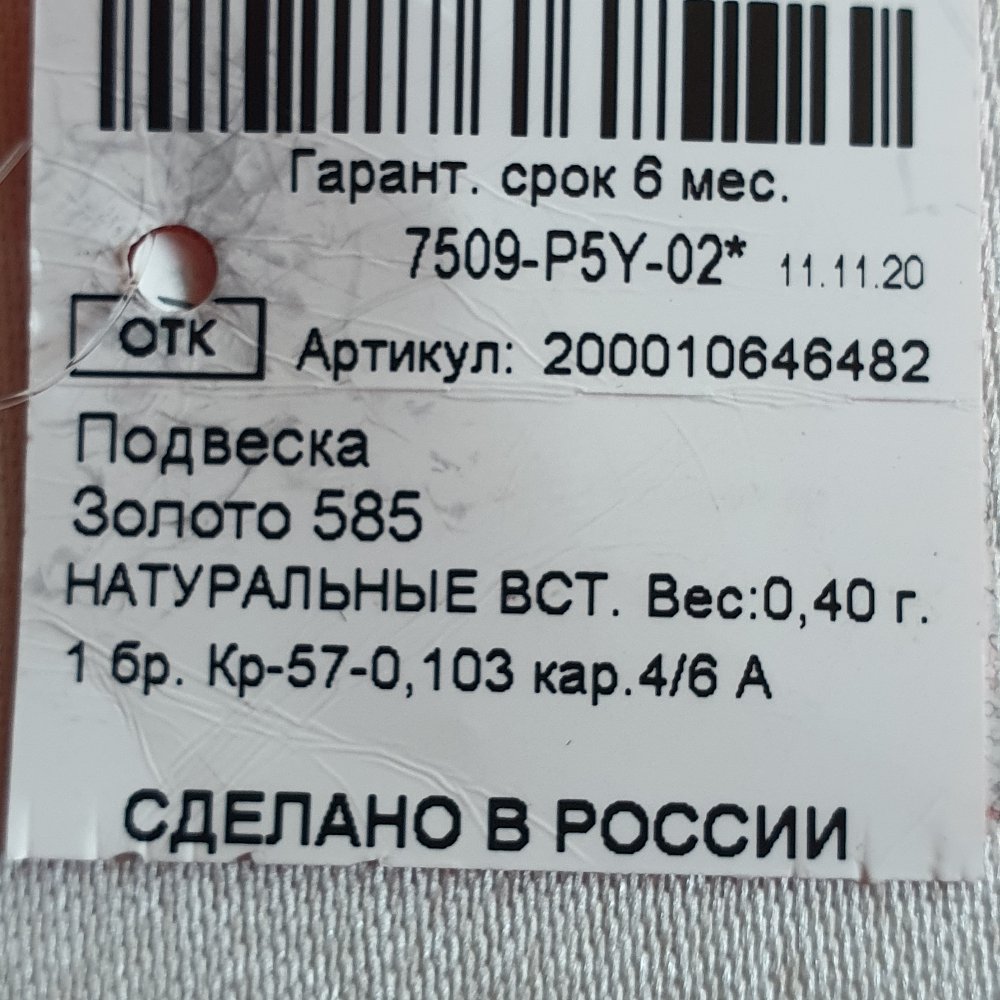 Гарант. срок 6 мес.
7509-P5Y-02* 11.11.20
ОТК Артикул: 200010646482
Подвеска
Золото 585
НАТУРАЛЬНЫЕ ВСТ. Вес:0,40 г.
1 бр. Кр-57-0,103 кар.4/6 А
СДЕЛАНО В РОССИИ